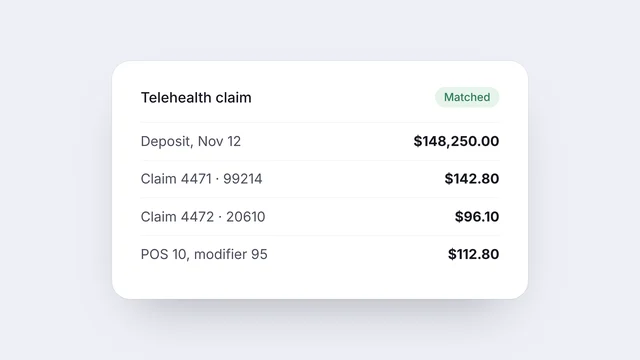 Telehealth claim
Matched
Deposit, Nov 12 $148,250.00
Claim 4471 · 99214 $142.80
Claim 4472 · 20610 $96.10
POS 10, modifier 95 $112.80